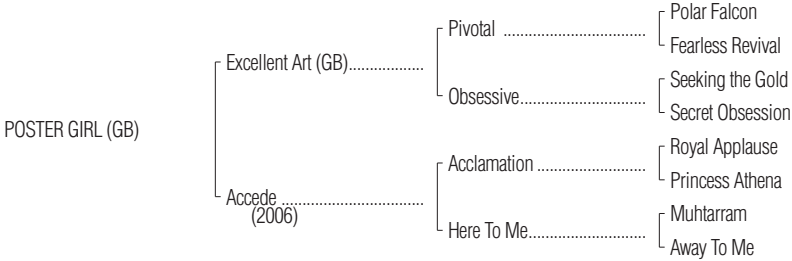 Polar Falcon
Pivotal ................................
Fearless Revival
Excellent Art (GB)..................
Seeking the Gold
Obsessive..............................
Secret Obsession
POSTER GIRL (GB)
Royal Applause
Acclamation ..........................
Princess Athena
Accede ..................................
(2006)
Muhtarram
Here To Me............................
Away To Me